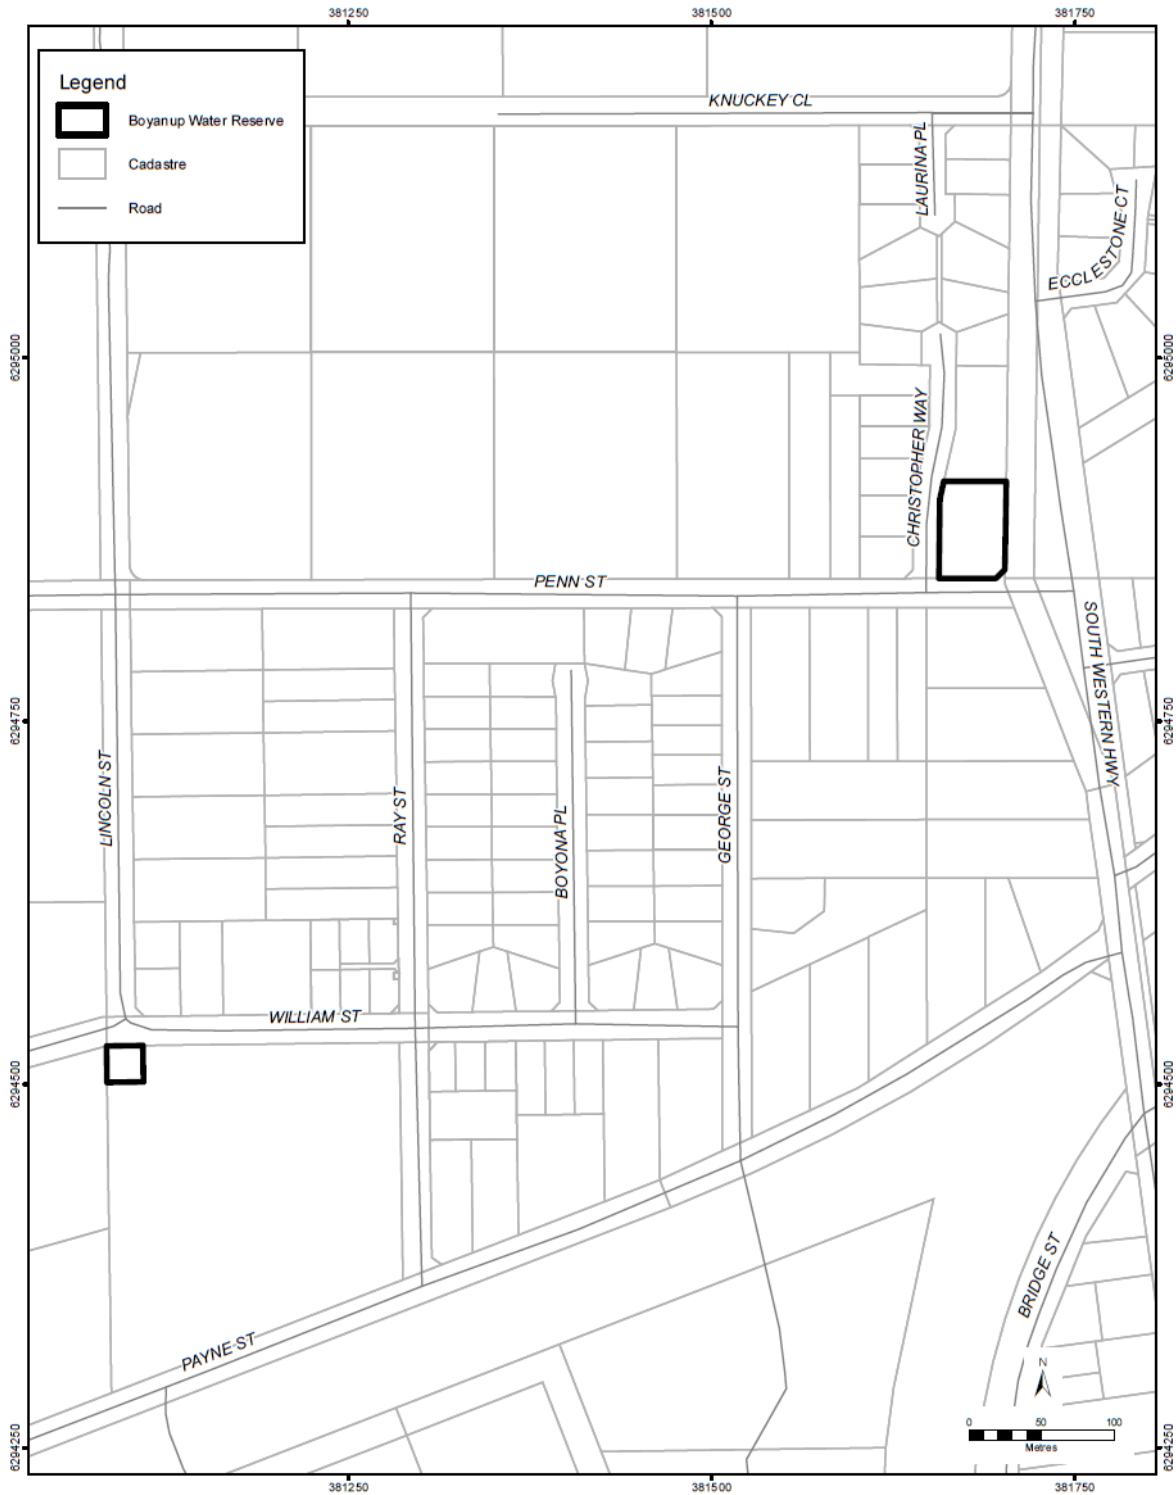 381250
381500
381750
Legend
Boyanup Water Reserve
Cadastre
Road
KNUCKEY CL
LAURINA PL
ECCLESTONE CT
6295000
6295000
CHRISTOPHER WAY
PENN ST
SOUTH WESTERN HWY
6294750
6294750
LINCOLN ST
RAY ST
BOYONA PL
GEORGE ST
WILLIAM ST
6294500
6294500
BRIDGE ST
PAYNE ST
N
0
50
100
Metres
6294250
6294250
381250
381500
381750